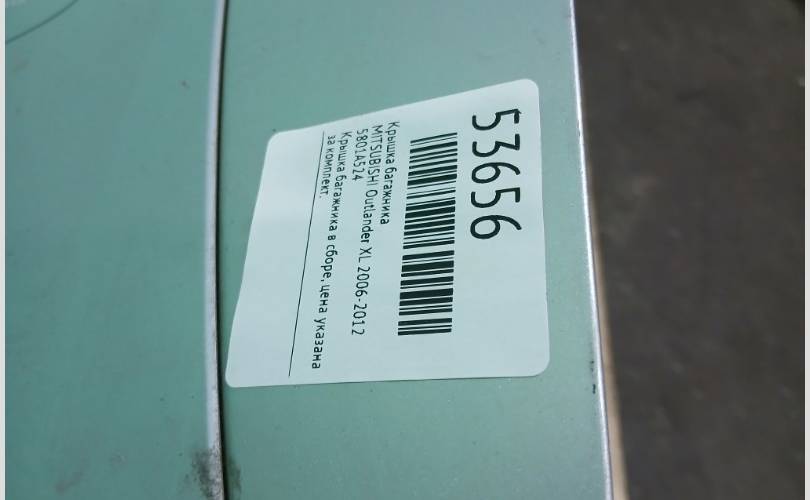 53656
Крышка багажника
MITSUBISHI Outlander XL 2006-2012
5801A524
Крышка багажника в сборе, цена указана
за комплект.